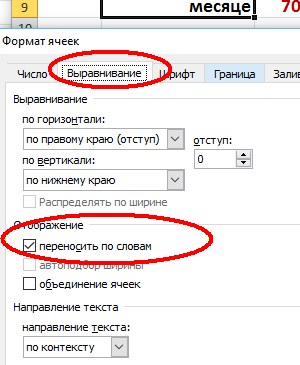 9 месяце 70
10
Формат ячеек
Число Выравнивание Шрифт Граница Залив
Выравнивание
по горизонтали:
по правому краю (отступ) отступ:
по вертикали: 0
по нижнему краю
Распределять по ширине
Отображение
переносить по словам
автоподбор ширины
объединение ячеек
Направление текста
направление текста:
по контексту